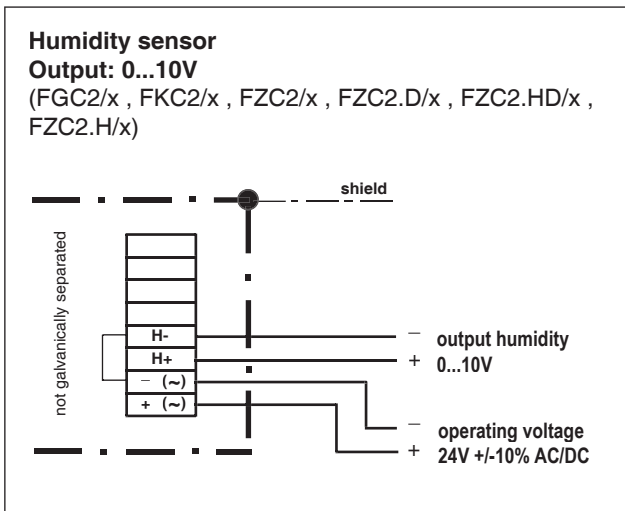 Humidity sensor
Output: 0...10V
(FGC2/x , FKC2/x , FZC2/x , FZC2.D/x , FZC2.HD/x ,
FZC2.H/x)
shield
not galvanically separated
H-
H+
− (~)
+ (~)
− output humidity
+ 0...10V
− operating voltage
+ 24V +/-10% AC/DC